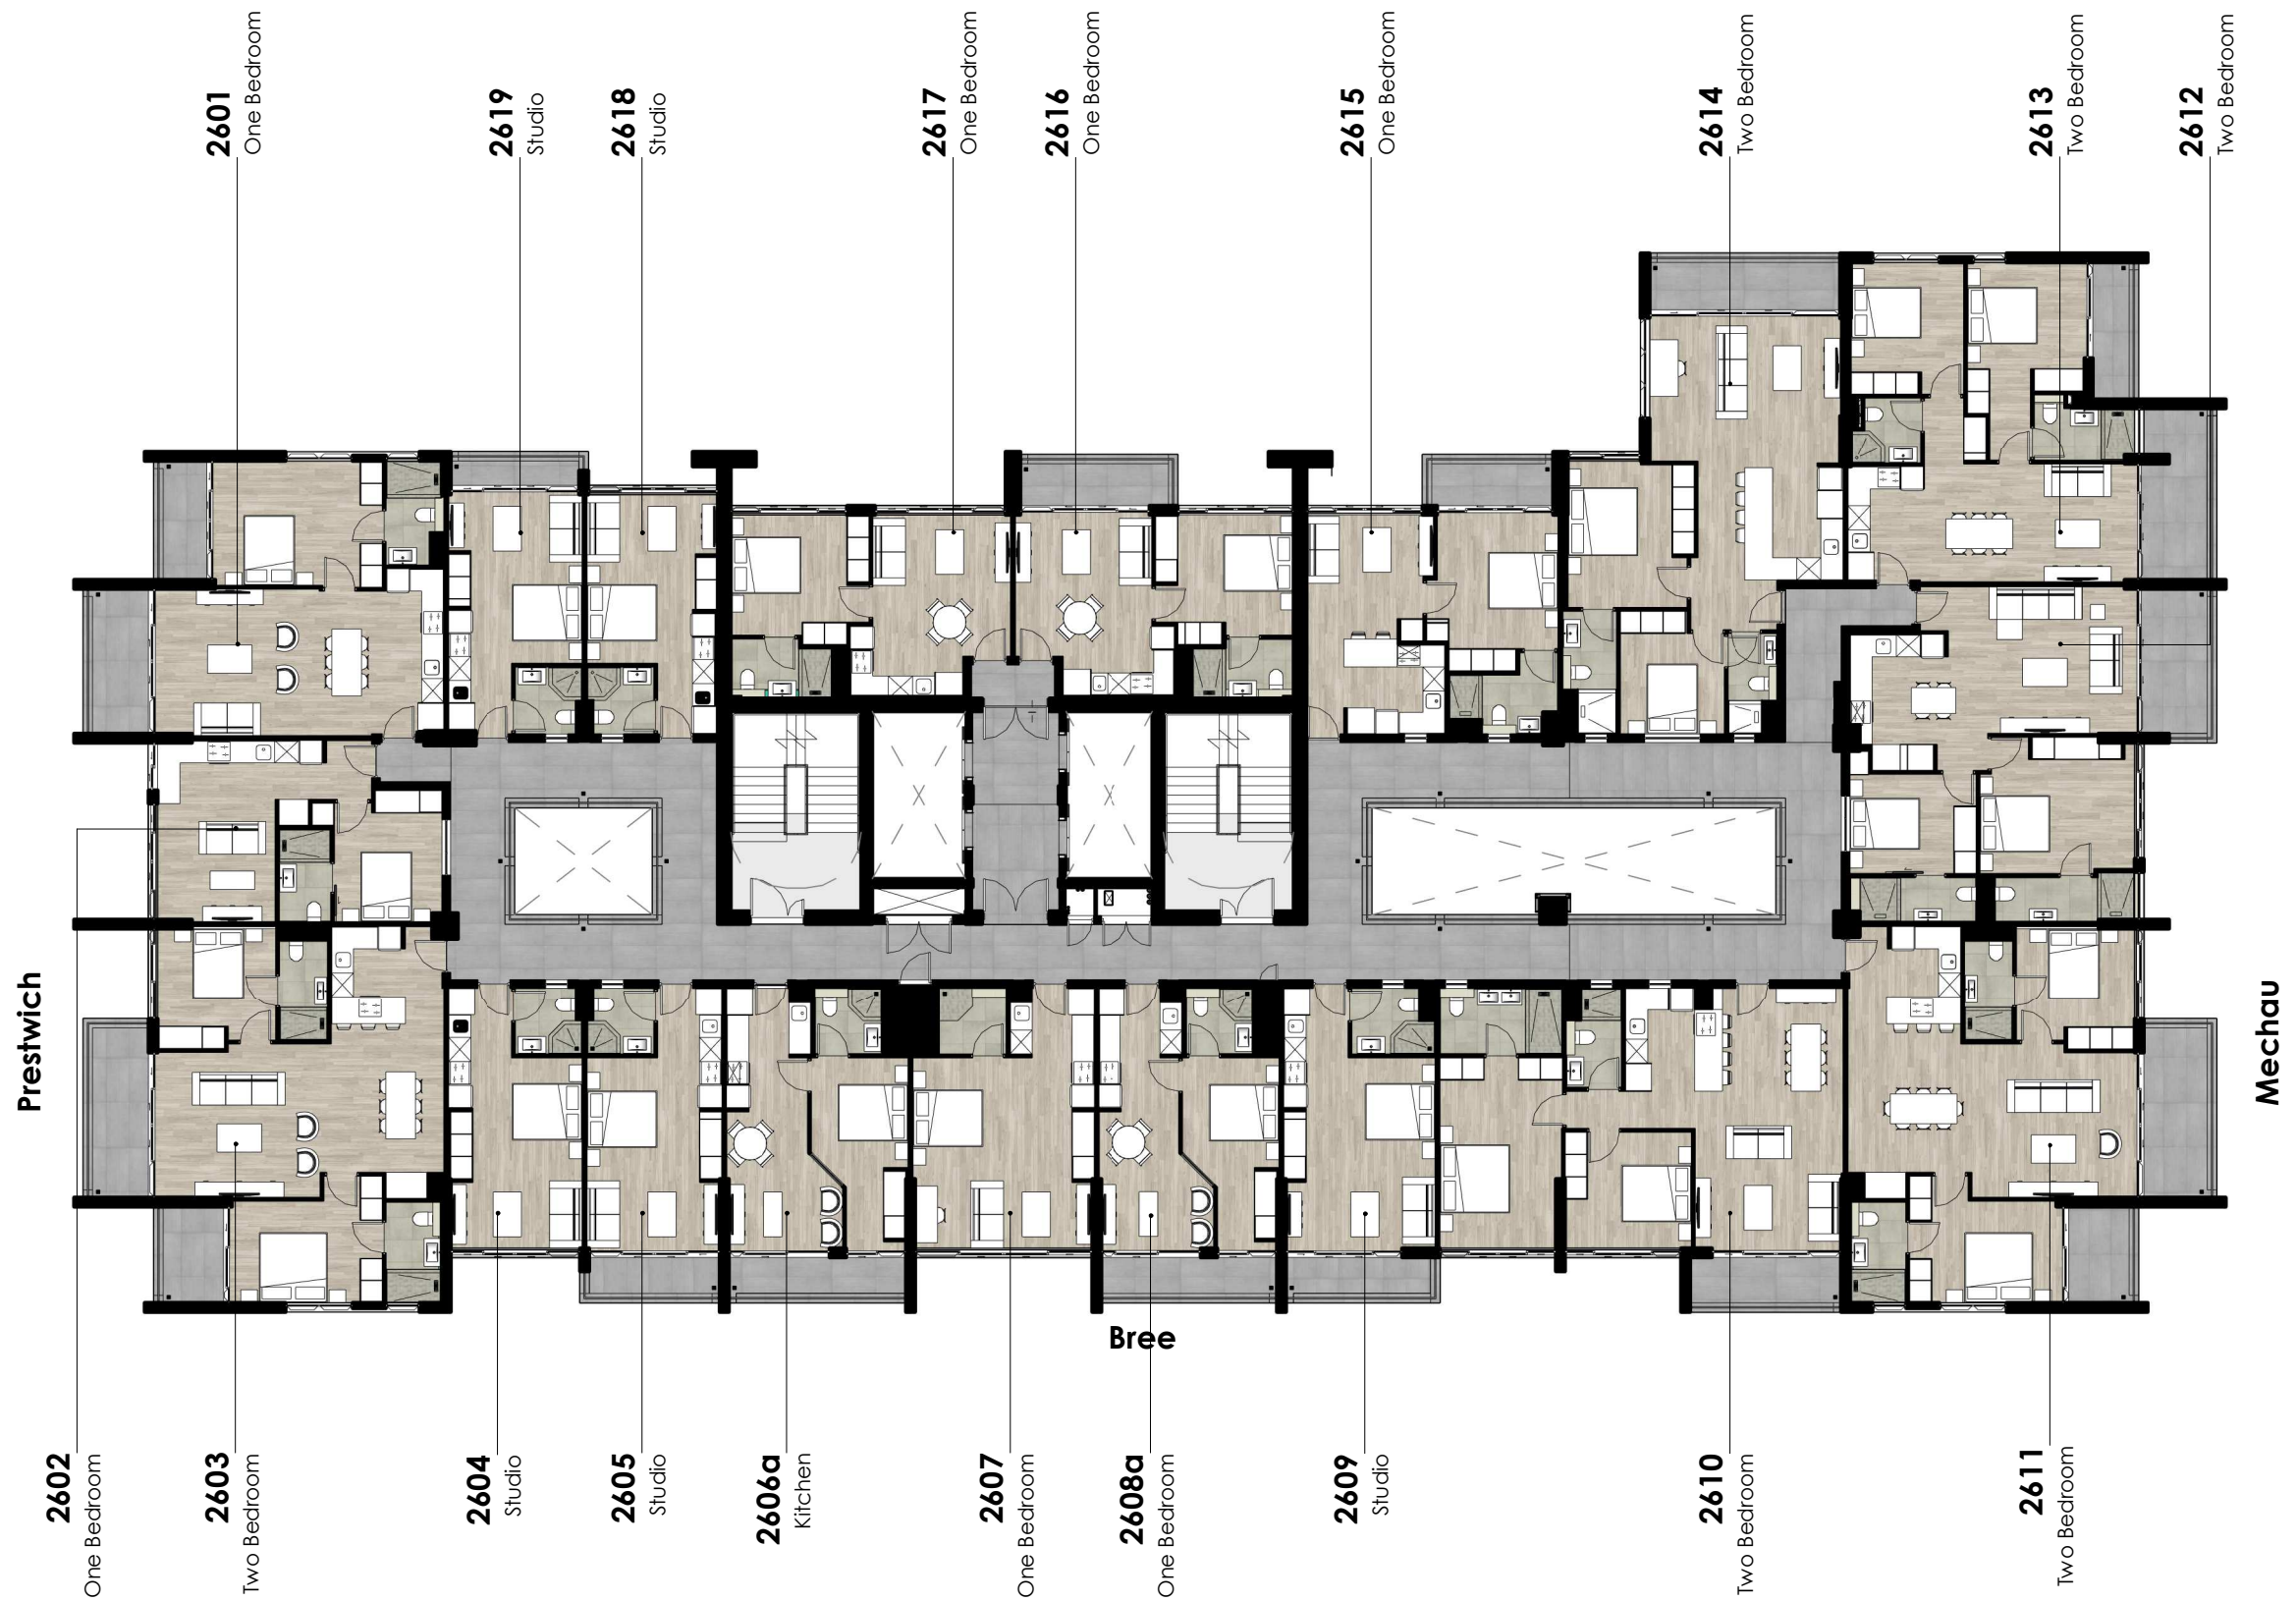 2601
One Bedroom
2619
Studio
2618
Studio
2617
One Bedroom
2616
One Bedroom
2615
One Bedroom
2614
Two Bedroom
2613
Two Bedroom
2612
Two Bedroom
Prestwich
Mechau
Bree
2602
One Bedroom
2603
Two Bedroom
2604
Studio
2605
Studio
2606a
Kitchen
2607
One Bedroom
2608a
One Bedroom
2609
Studio
2610
Two Bedroom
2611
Two Bedroom